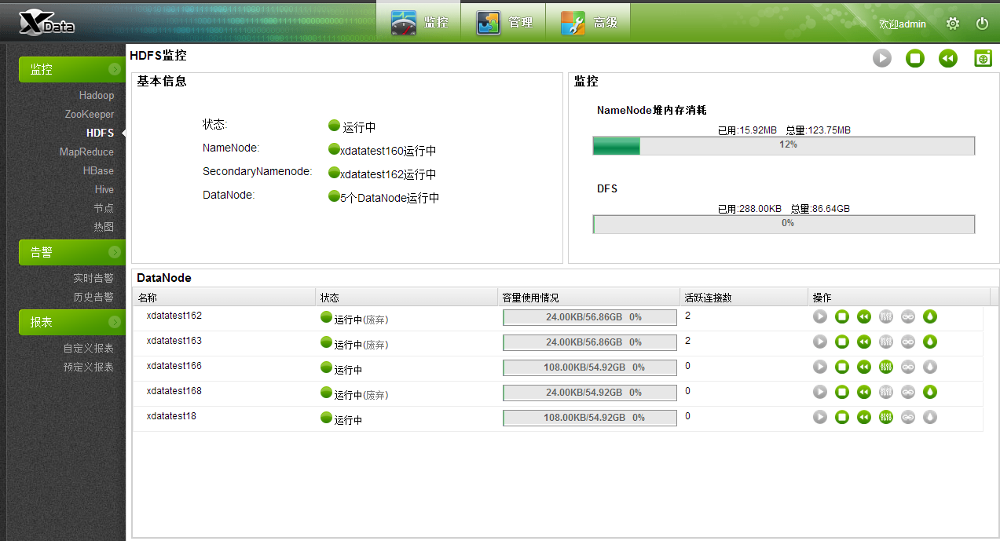 XData
监控
管理
高级
欢迎admin
监控
Hadoop
ZooKeeper
HDFS
MapReduce
HBase
Hive
节点
热图
告警
实时告警
历史告警
报表
自定义报表
预定义报表
HDFS监控
基本信息
状态: 运行中
NameNode: xdatatest160运行中
SecondaryNamenode: xdatatest162运行中
DataNode: 5个DataNode运行中
监控
NameNode堆内存消耗
已用:15.92MB 总量:123.75MB
12%
DFS
已用:288.00KB 总量:86.64GB
0%
DataNode
名称 状态 容量使用情况 活跃连接数 操作
xdatatest162 运行中(废弃) 24.00KB/56.86GB 0% 2
xdatatest163 运行中(废弃) 24.00KB/56.86GB 0% 2
xdatatest166 运行中 108.00KB/54.92GB 0% 0
xdatatest168 运行中(废弃) 24.00KB/54.92GB 0% 0
xdatatest18 运行中 108.00KB/54.92GB 0% 0